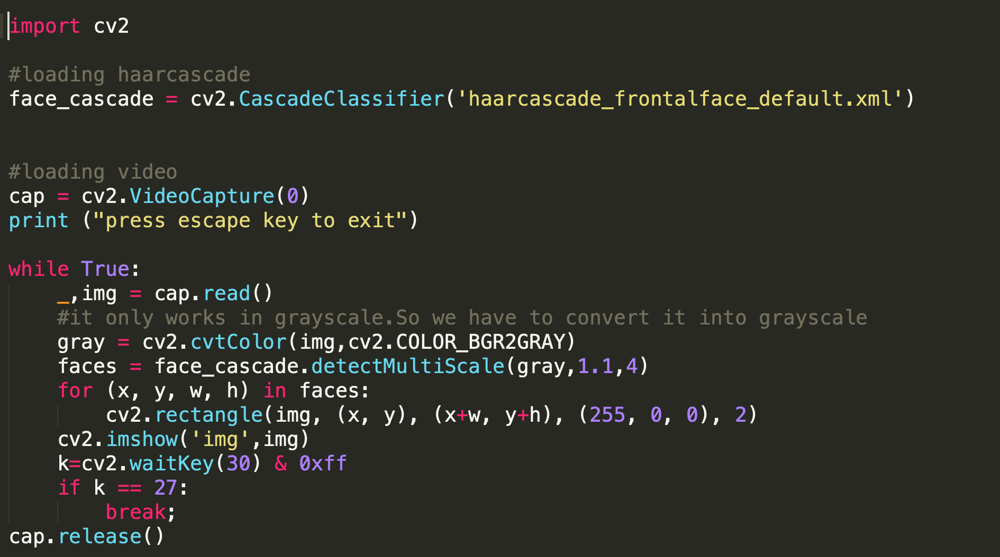 import cv2
#loading haarcascade
face_cascade = cv2.CascadeClassifier('haarcascade_frontalface_default.xml')
#loading video
cap = cv2.VideoCapture(0)
print ("press escape key to exit")
while True:
    _,img = cap.read()
    #it only works in grayscale.So we have to convert it into grayscale
    gray = cv2.cvtColor(img,cv2.COLOR_BGR2GRAY)
    faces = face_cascade.detectMultiScale(gray,1.1,4)
    for (x, y, w, h) in faces:
        cv2.rectangle(img, (x, y), (x+w, y+h), (255, 0, 0), 2)
    cv2.imshow('img',img)
    k=cv2.waitKey(30) & 0xff
    if k == 27:
        break;
cap.release()